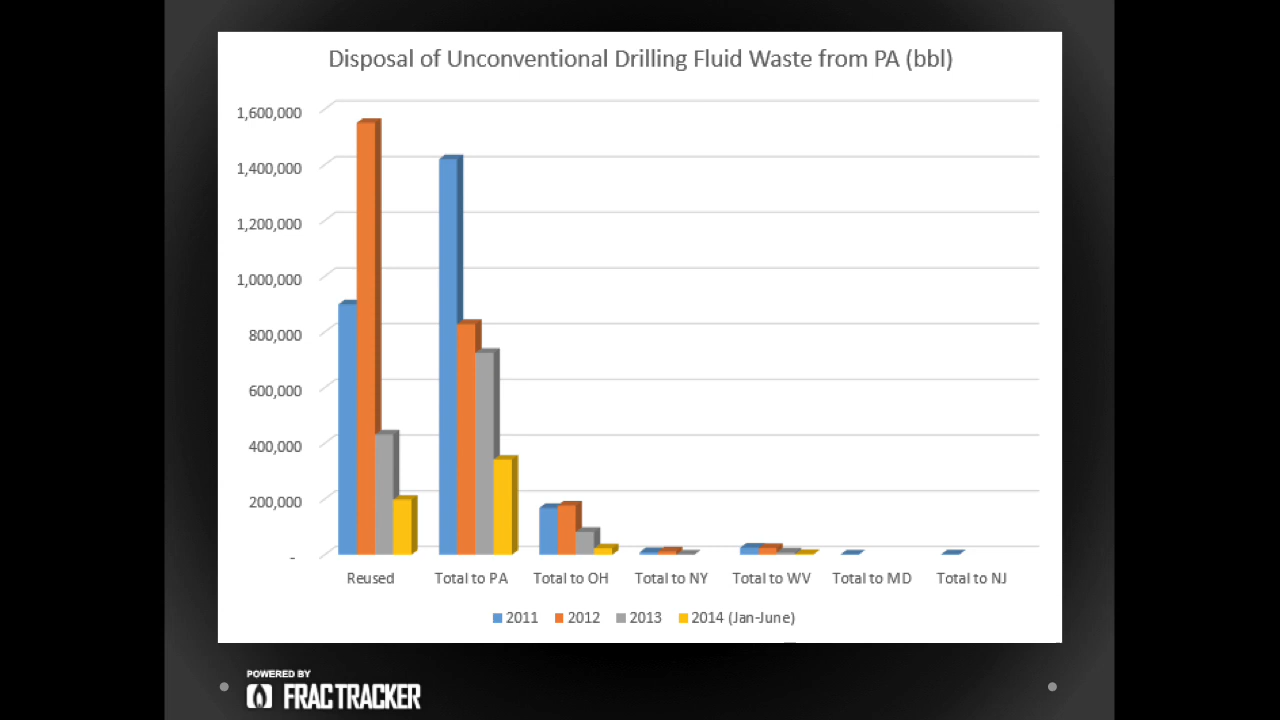 Disposal of Unconventional Drilling Fluid Waste from PA (bbl)
1,600,000
1,400,000
1,200,000
1,000,000
800,000
600,000
400,000
200,000
-
Reused Total to PA Total to OH Total to NY Total to WV Total to MD Total to NJ
2011 2012 2013 2014 (Jan-June)
POWERED BY
FRACTRACKER